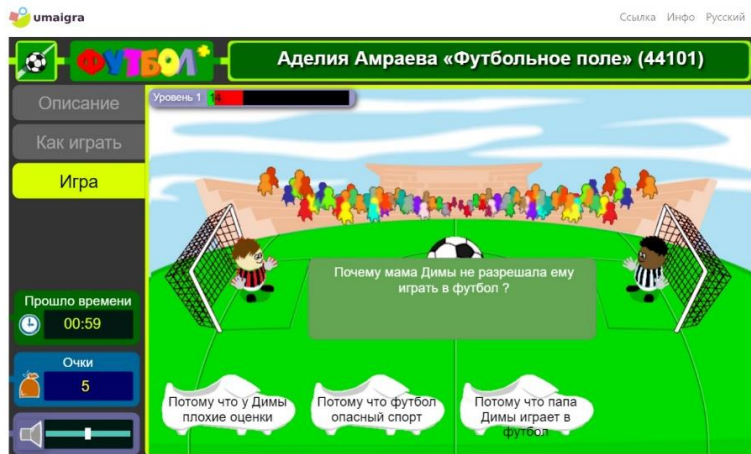 umaigra
Ссылка Инфо Русский
ФУТБОЛ+
Аделия Амраева «Футбольное поле» (44101)
Описание
Как играть
Игра
Уровень 1 14
Почему мама Димы не разрешала ему
играть в футбол ?
Прошло времени
00:59
Очки
5
Потому что у Димы
плохие оценки
Потому что футбол
опасный спорт
Потому что папа
Димы играет в
футбол